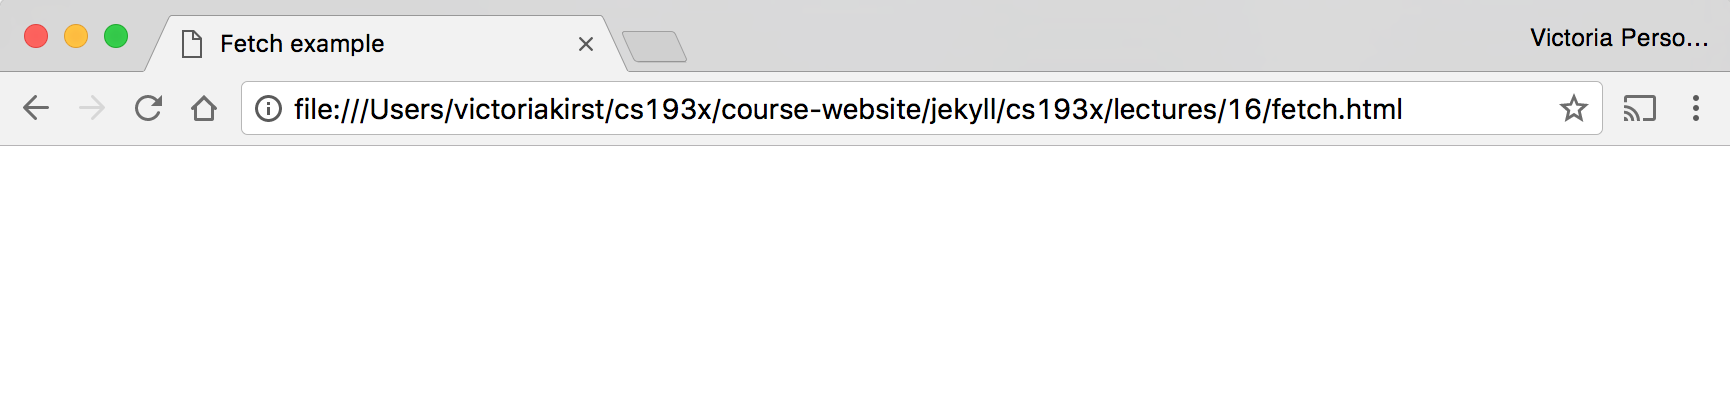 Fetch example
Victoria Perso...
file:///Users/victoriakirst/cs193x/course-website/jekyll/cs193x/lectures/16/fetch.html